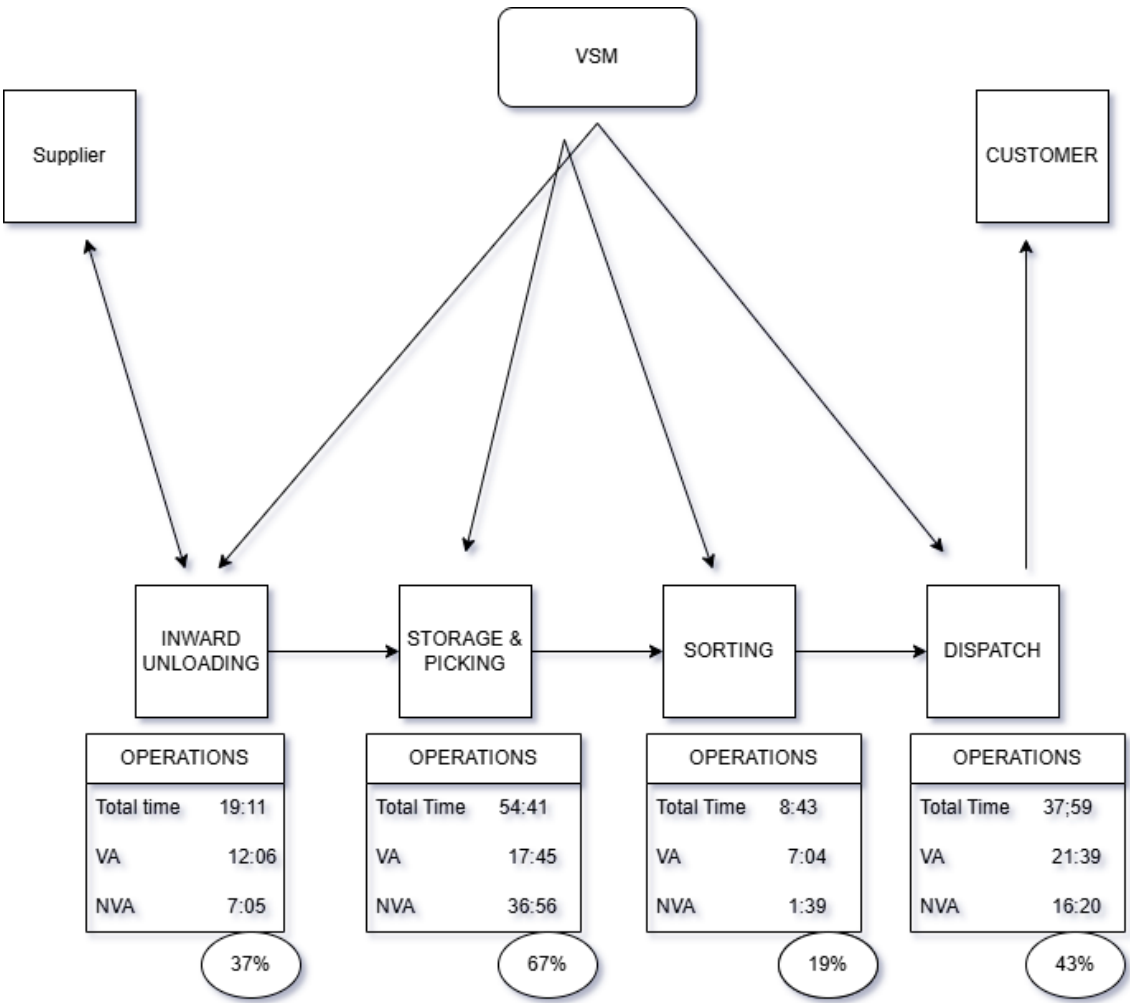 VSM
Supplier
CUSTOMER
INWARD
UNLOADING
STORAGE &
PICKING
SORTING
DISPATCH
OPERATIONS
Total time 19:11
VA 12:06
NVA 7:05
37%
OPERATIONS
Total Time 54:41
VA 17:45
NVA 36:56
67%
OPERATIONS
Total Time 8:43
VA 7:04
NVA 1:39
19%
OPERATIONS
Total Time 37;59
VA 21:39
NVA 16:20
43%